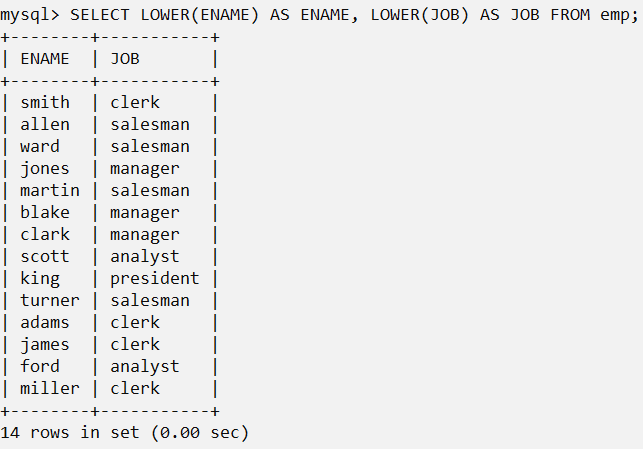 mysql> SELECT LOWER(ENAME) AS ENAME, LOWER(JOB) AS JOB FROM emp;
+--------+-----------+
| ENAME  | JOB       |
+--------+-----------+
| smith  | clerk     |
| allen  | salesman  |
| ward   | salesman  |
| jones  | manager   |
| martin | salesman  |
| blake  | manager   |
| clark  | manager   |
| scott  | analyst   |
| king   | president |
| turner | salesman  |
| adams  | clerk     |
| james  | clerk     |
| ford   | analyst   |
| miller | clerk     |
+--------+-----------+
14 rows in set (0.00 sec)